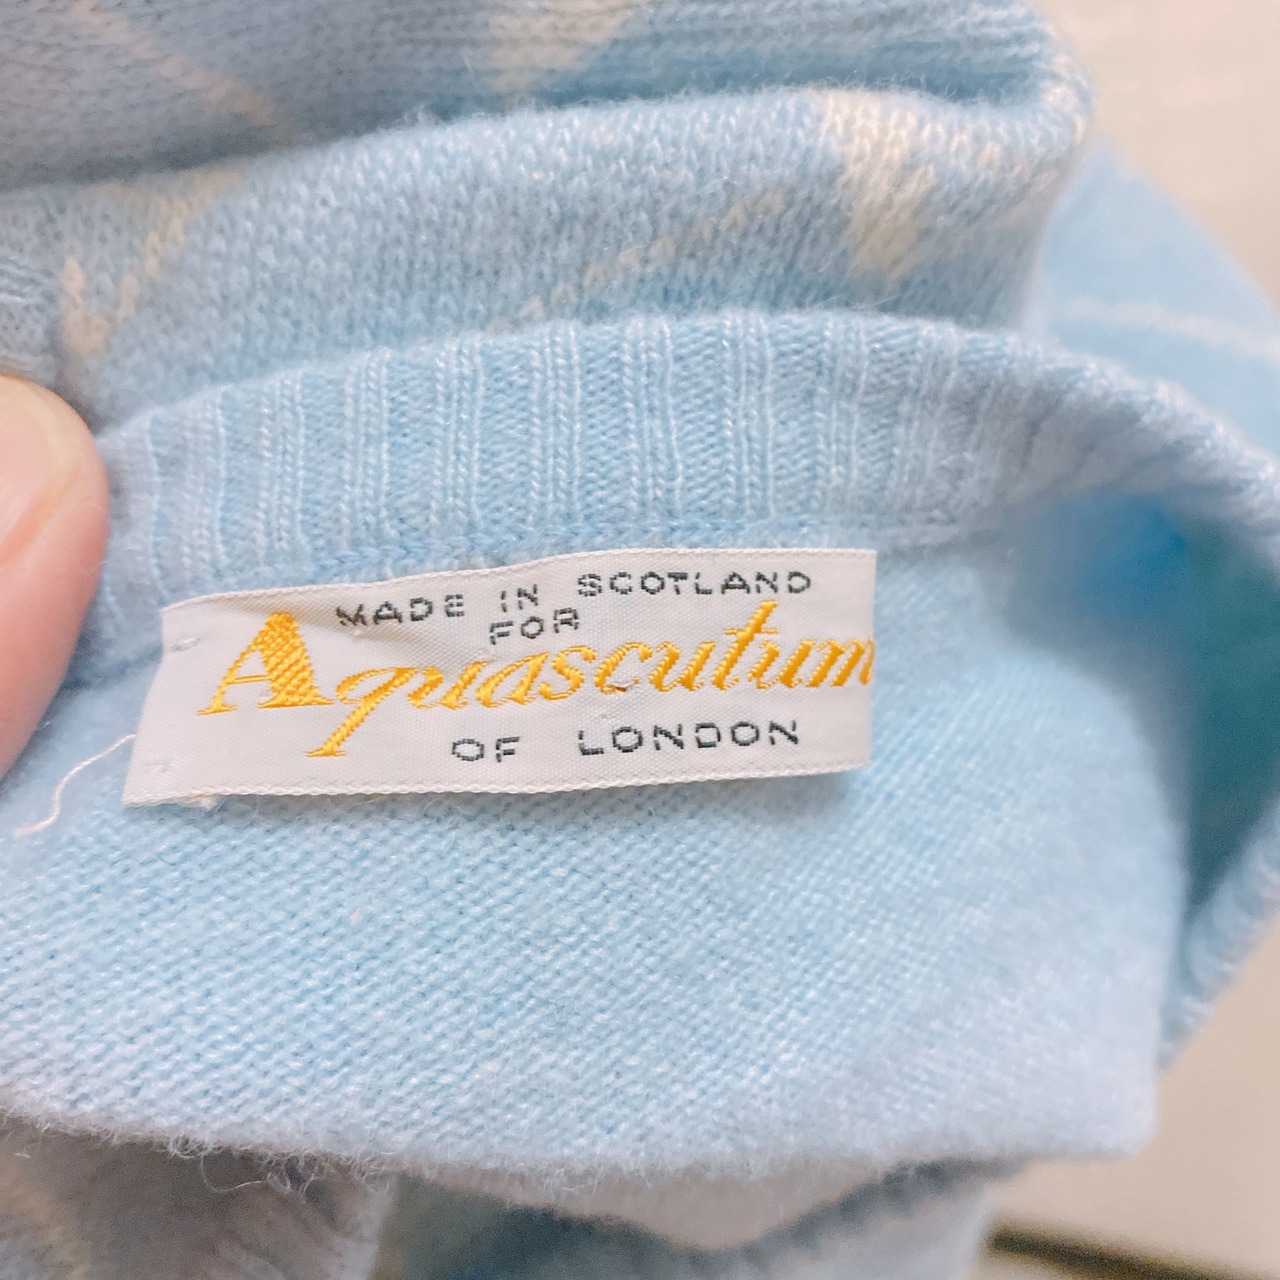 MADE IN SCOTLAND
FOR
Aquascutum
OF LONDON